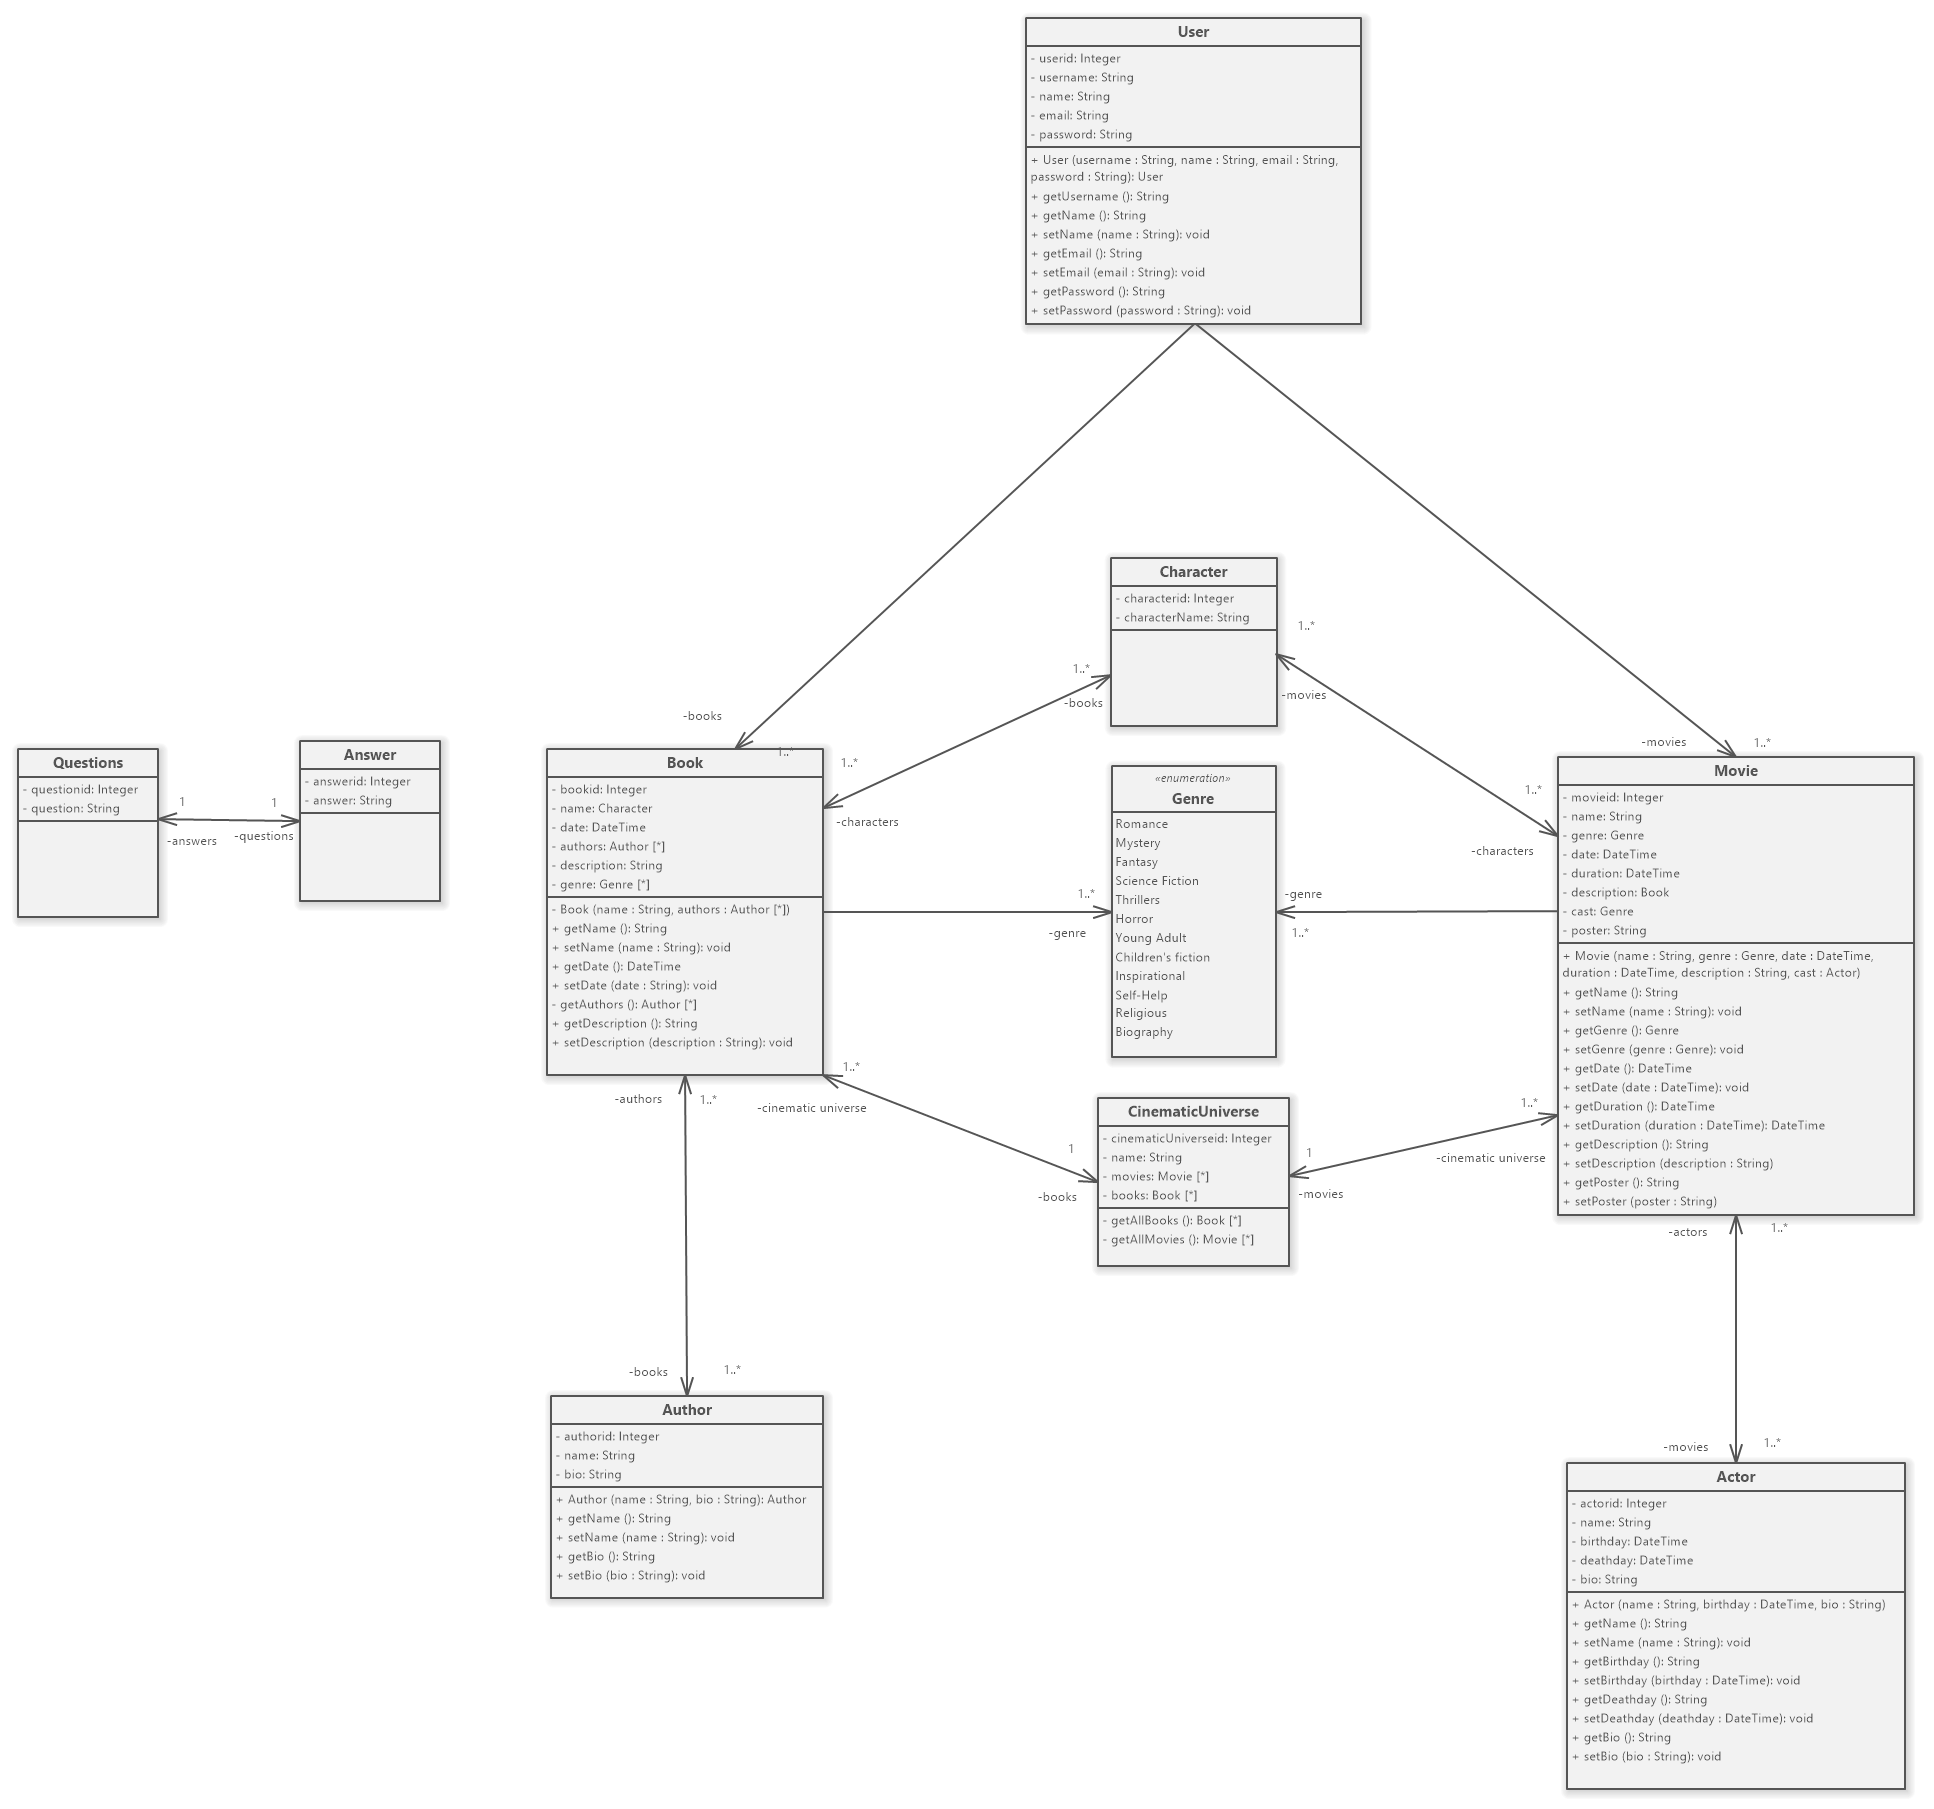 User
- userid: Integer
- username: String
- name: String
- email: String
- password: String
+ User (username : String, name : String, email : String,
password : String): User
+ getUsername (): String
+ getName (): String
+ setName (name : String): void
+ getEmail (): String
+ setEmail (email : String): void
+ getPassword (): String
+ setPassword (password : String): void
-books
1..*
-movies
1..*
Character
- characterid: Integer
- characterName: String
1..*
-books
1..*
-characters
1..*
-movies
1..*
-characters
Questions
- questionid: Integer
- question: String
1
-answers
1
-questions
Answer
- answerid: Integer
- answer: String
Book
- bookid: Integer
- name: Character
- date: DateTime
- authors: Author [*]
- description: String
- genre: Genre [*]
- Book (name : String, authors : Author [*])
+ getName (): String
+ setName (name : String): void
+ getDate (): DateTime
+ setDate (date : String): void
- getAuthors (): Author [*]
+ getDescription (): String
+ setDescription (description : String): void
1..*
-genre
«enumeration»
Genre
Romance
Mystery
Fantasy
Science Fiction
Thrillers
Horror
Young Adult
Children's fiction
Inspirational
Self-Help
Religious
Biography
-genre
1..*
Movie
- movieid: Integer
- name: String
- genre: Genre
- date: DateTime
- duration: DateTime
- description: Book
- cast: Genre
- poster: String
+ Movie (name : String, genre : Genre, date : DateTime,
duration : DateTime, description : String, cast : Actor)
+ getName (): String
+ setName (name : String): void
+ getGenre (): Genre
+ setGenre (genre : Genre): void
+ getDate (): DateTime
+ setDate (date : DateTime): void
+ getDuration (): DateTime
+ setDuration (duration : DateTime): DateTime
+ getDescription (): String
+ setDescription (description : String)
+ getPoster (): String
+ setPoster (poster : String)
1..*
-cinematic universe
1
-books
CinematicUniverse
- cinematicUniverseid: Integer
- name: String
- movies: Movie [*]
- books: Book [*]
- getAllBooks (): Book [*]
- getAllMovies (): Movie [*]
1
-movies
1..*
-cinematic universe
-authors
1..*
-books
1..*
Author
- authorid: Integer
- name: String
- bio: String
+ Author (name : String, bio : String): Author
+ getName (): String
+ setName (name : String): void
+ getBio (): String
+ setBio (bio : String): void
-actors
1..*
-movies
1..*
Actor
- actorid: Integer
- name: String
- birthday: DateTime
- deathday: DateTime
- bio: String
+ Actor (name : String, birthday : DateTime, bio : String)
+ getName (): String
+ setName (name : String): void
+ getBirthday (): String
+ setBirthday (birthday : DateTime): void
+ getDeathday (): String
+ setDeathday (deathday : DateTime): void
+ getBio (): String
+ setBio (bio : String): void